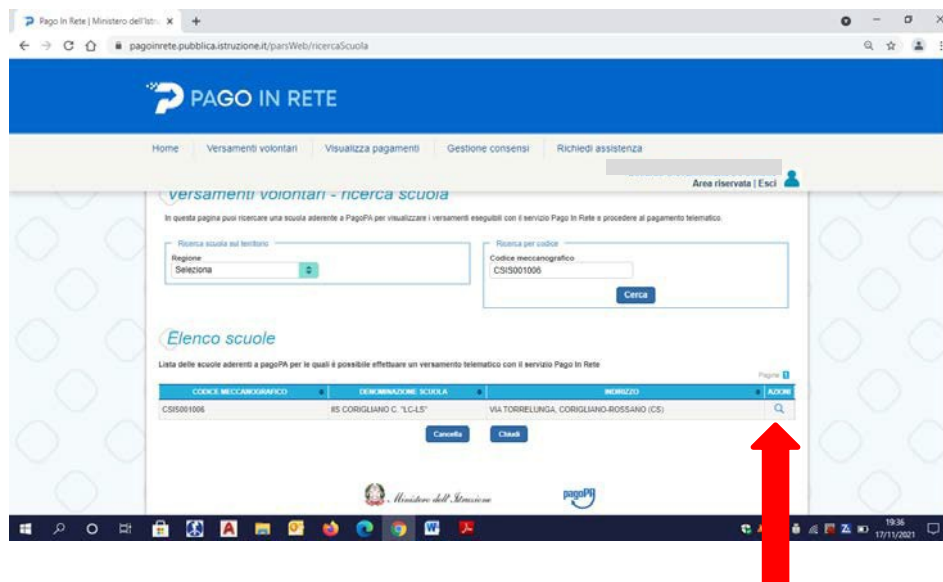 Pago In Rete | Ministero dell'Istru
pagoinrete.pubblica.istruzione.it/parsWeb/ricercaScuola
PAGO IN RETE
Home Versamenti volontari Visualizza pagamenti Gestione consensi Richiedi assistenza
Area riservata | Esci
Versamenti volontari - ricerca scuola
In questa pagina puoi ricercare una scuola aderente a PagoPA per visualizzare i versamenti eseguibili con il servizio Pago In Rete e procedere al pagamento telematico.
Ricerca scuola sul territorio
Regione
Seleziona
Ricerca per codice
Codice meccanografico
CSIS001006
Cerca
Elenco scuole
Lista delle scuole aderenti a pagoPA per le quali è possibile effettuare un versamento telematico con il servizio Pago In Rete
Pagine 1
CODICE MECCANOGRAFICO DENOMINAZIONE SCUOLA INDIRIZZO AZIONI
CSIS001006 IIS CORIGLIANO C. "LC-LS" VIA TORRELUNGA, CORIGLIANO-ROSSANO (CS)
Cancella Chiudi
Ministero dell'Istruzione
pagoPA
19:36
17/11/2021